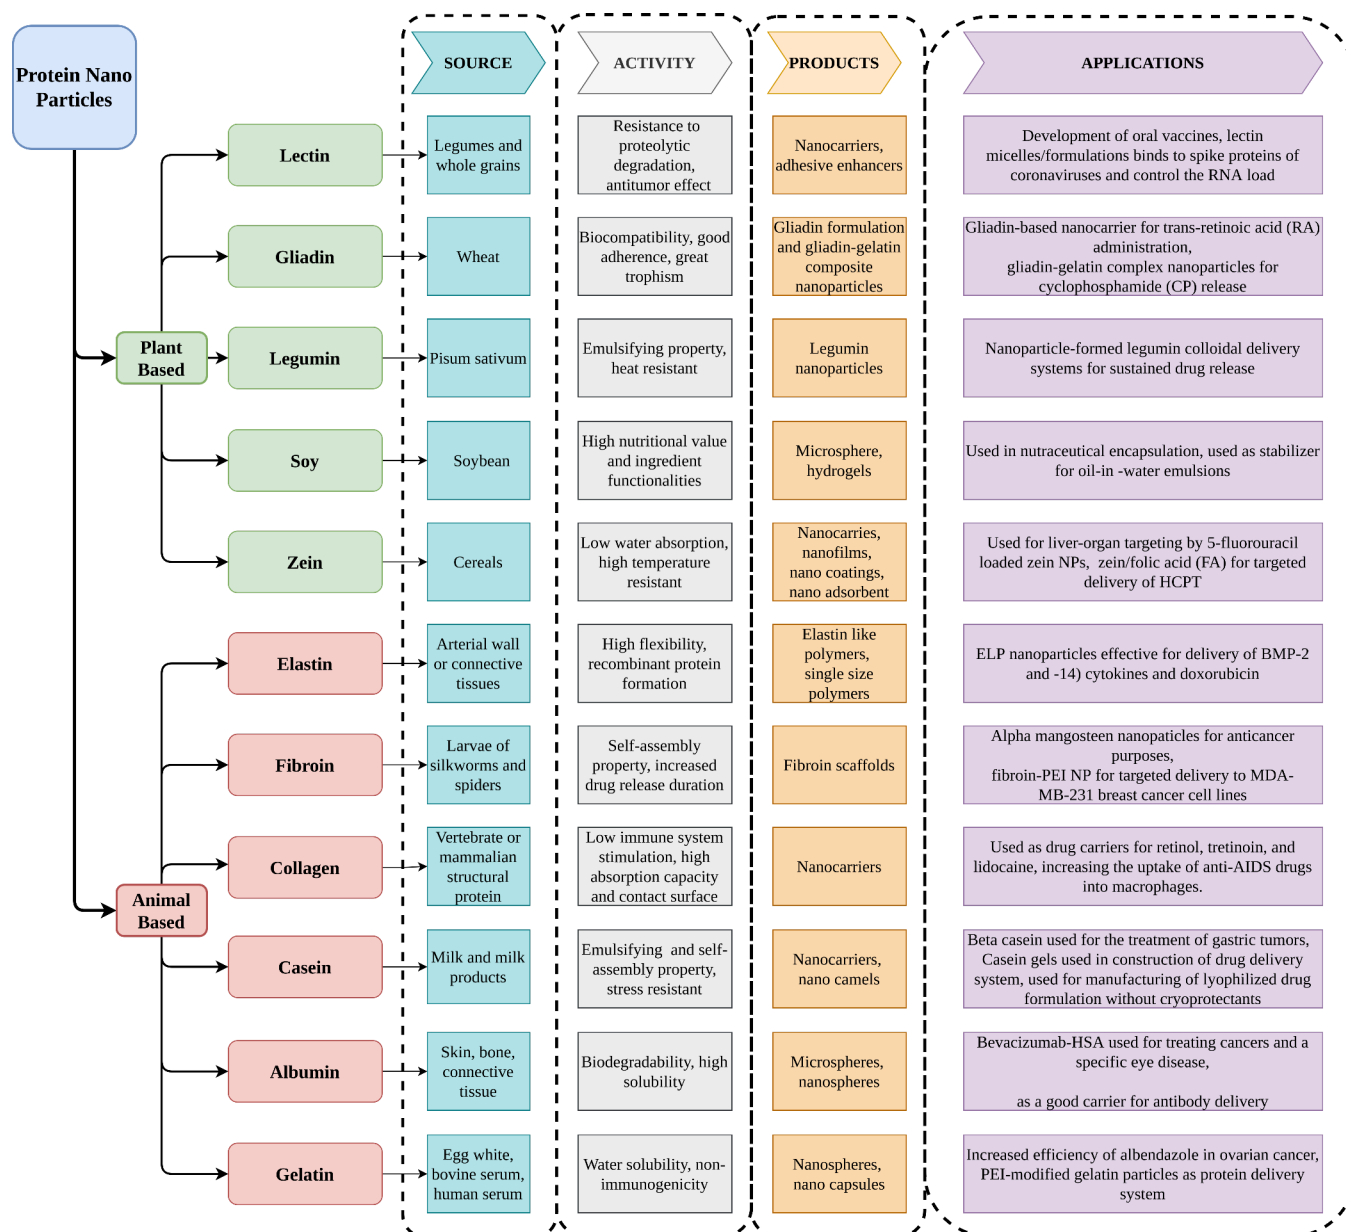 Protein Nano
Particles
SOURCE
ACTIVITY
PRODUCTS
APPLICATIONS
Plant
Based
Lectin
Legumes and
whole grains
Resistance to
proteolytic
degradation,
antitumor effect
Nanocarriers,
adhesive enhancers
Development of oral vaccines, lectin
micelles/formulations binds to spike proteins of
coronaviruses and control the RNA load
Gliadin
Wheat
Biocompatibility, good
adherence, great
trophism
Gliadin formulation
and gliadin-gelatin
composite
nanoparticles
Gliadin-based nanocarrier for trans-retinoic acid (RA)
administration,
gliadin-gelatin complex nanoparticles for
cyclophosphamide (CP) release
Legumin
Pisum sativum
Emulsifying property,
heat resistant
Legumin
nanoparticles
Nanoparticle-formed legumin colloidal delivery
systems for sustained drug release
Soy
Soybean
High nutritional value
and ingredient
functionalities
Microsphere,
hydrogels
Used in nutraceutical encapsulation, used as stabilizer
for oil-in -water emulsions
Zein
Cereals
Low water absorption,
high temperature
resistant
Nanocarries,
nanofilms,
nano coatings,
nano adsorbent
Used for liver-organ targeting by 5-fluorouracil
loaded zein NPs,  zein/folic acid (FA) for targeted
delivery of HCPT
Animal
Based
Elastin
Arterial wall
or connective
tissues
High flexibility,
recombinant protein
formation
Elastin like
polymers,
single size
polymers
ELP nanoparticles effective for delivery of BMP-2
and -14) cytokines and doxorubicin
Fibroin
Larvae of
silkworms and
spiders
Self-assembly
property, increased
drug release duration
Fibroin scaffolds
Alpha mangosteen nanopaticles for anticancer
purposes,
fibroin-PEI NP for targeted delivery to MDA-
MB-231 breast cancer cell lines
Collagen
Vertebrate or
mammalian
structural
protein
Low immune system
stimulation, high
absorption capacity
and contact surface
Nanocarriers
Used as drug carriers for retinol, tretinoin, and
lidocaine, increasing the uptake of anti-AIDS drugs
into macrophages.
Casein
Milk and milk
products
Emulsifying  and self-
assembly property,
stress resistant
Nanocarriers,
nano camels
Beta casein used for the treatment of gastric tumors,
Casein gels used in construction of drug delivery
system, used for manufacturing of lyophilized drug
formulation without cryoprotectants
Albumin
Skin, bone,
connective
tissue
Biodegradability, high
solubility
Microspheres,
nanospheres
Bevacizumab-HSA used for treating cancers and a
specific eye disease,
as a good carrier for antibody delivery
Gelatin
Egg white,
bovine serum,
human serum
Water solubility, non-
immunogenicity
Nanospheres,
nano capsules
Increased efficiency of albendazole in ovarian cancer,
PEI-modified gelatin particles as protein delivery
system